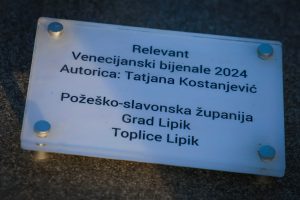 Relevant
Venecijanski bijenale 2024
Autorica: Tatjana Kostanjević
Požeško-slavonska županija
Grad Lipik
Toplice Lipik